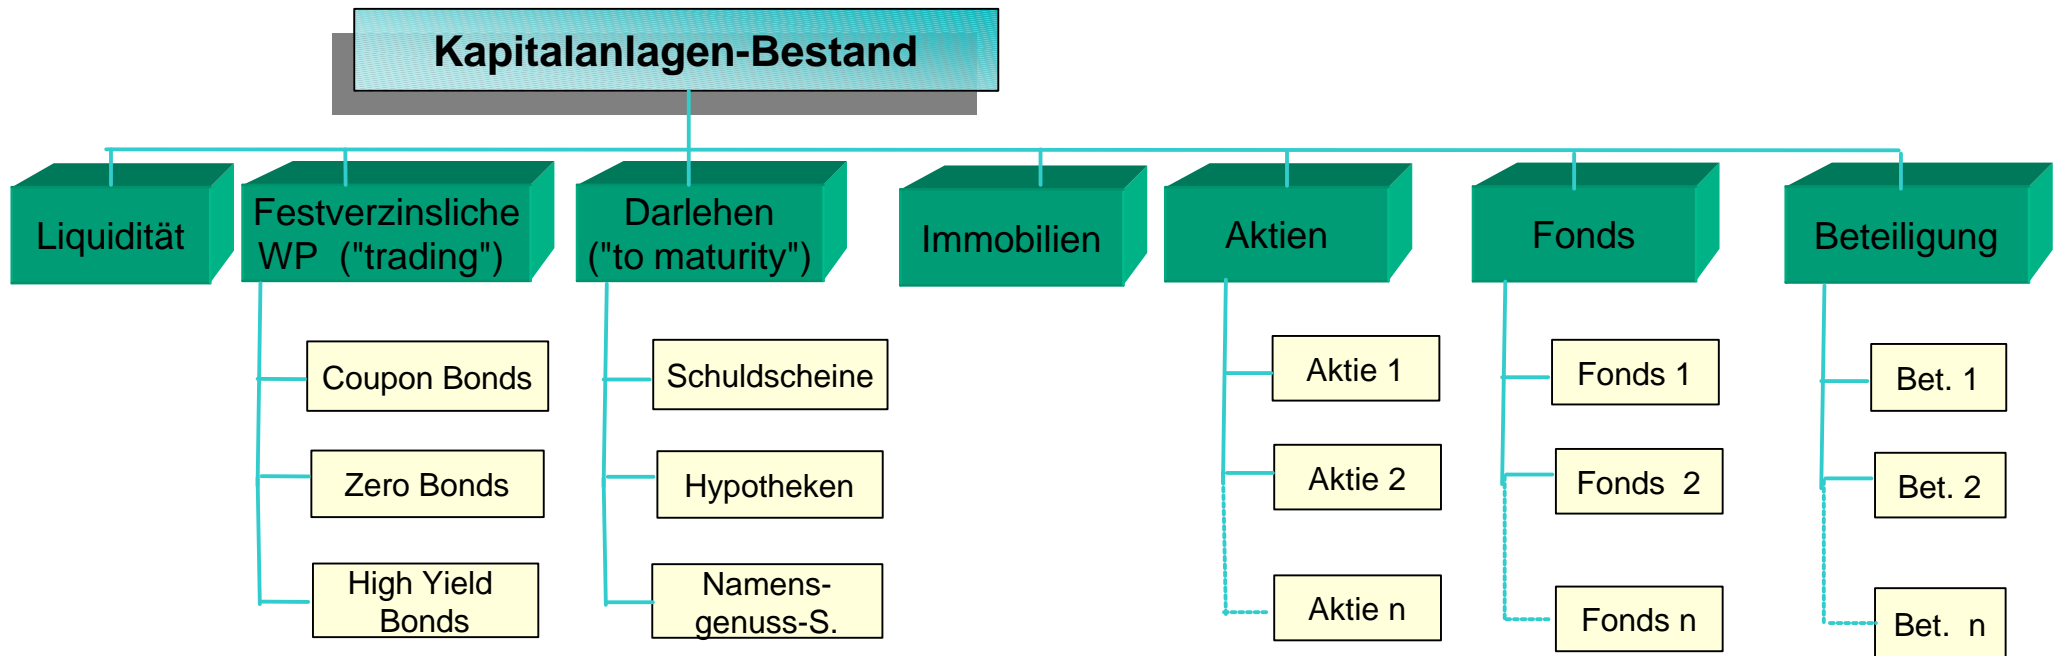 Kapitalanlagen-Bestand
Liquidität
Festverzinsliche
WP ("trading")
Darlehen
("to maturity")
Immobilien
Aktien
Fonds
Beteiligung
Coupon Bonds
Schuldscheine
Aktie 1
Fonds 1
Bet. 1
Zero Bonds
Hypotheken
Aktie 2
Fonds 2
Bet. 2
High Yield
Bonds
Namens-
genuss-S.
Aktie n
Fonds n
Bet. n